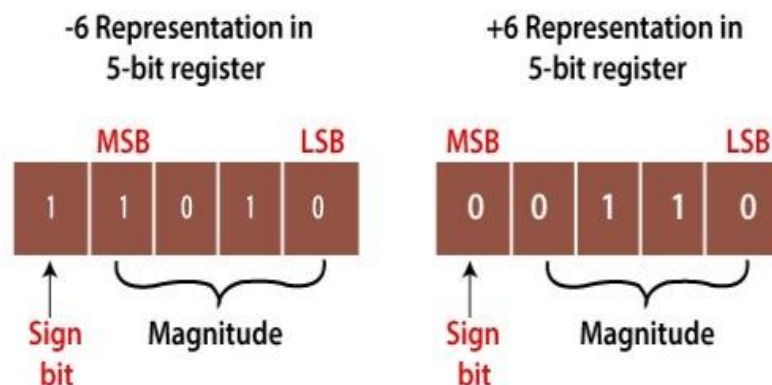 -6 Representation in
5-bit register
MSB LSB
1 1 0 1 0
Sign
bit
Magnitude
+6 Representation in
5-bit register
MSB LSB
0 0 1 1 0
Sign
bit
Magnitude